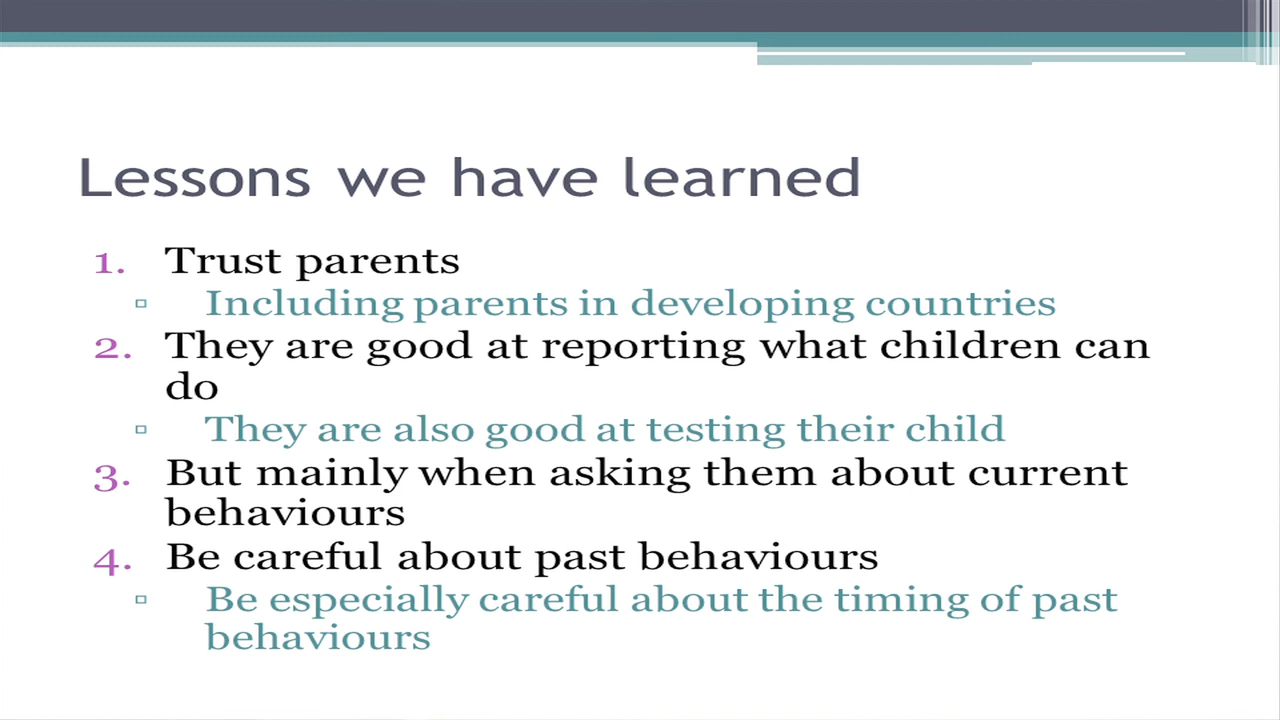 Lessons we have learned
1. Trust parents
▫ Including parents in developing countries
2. They are good at reporting what children can
do
▫ They are also good at testing their child
3. But mainly when asking them about current
behaviours
4. Be careful about past behaviours
▫ Be especially careful about the timing of past
behaviours